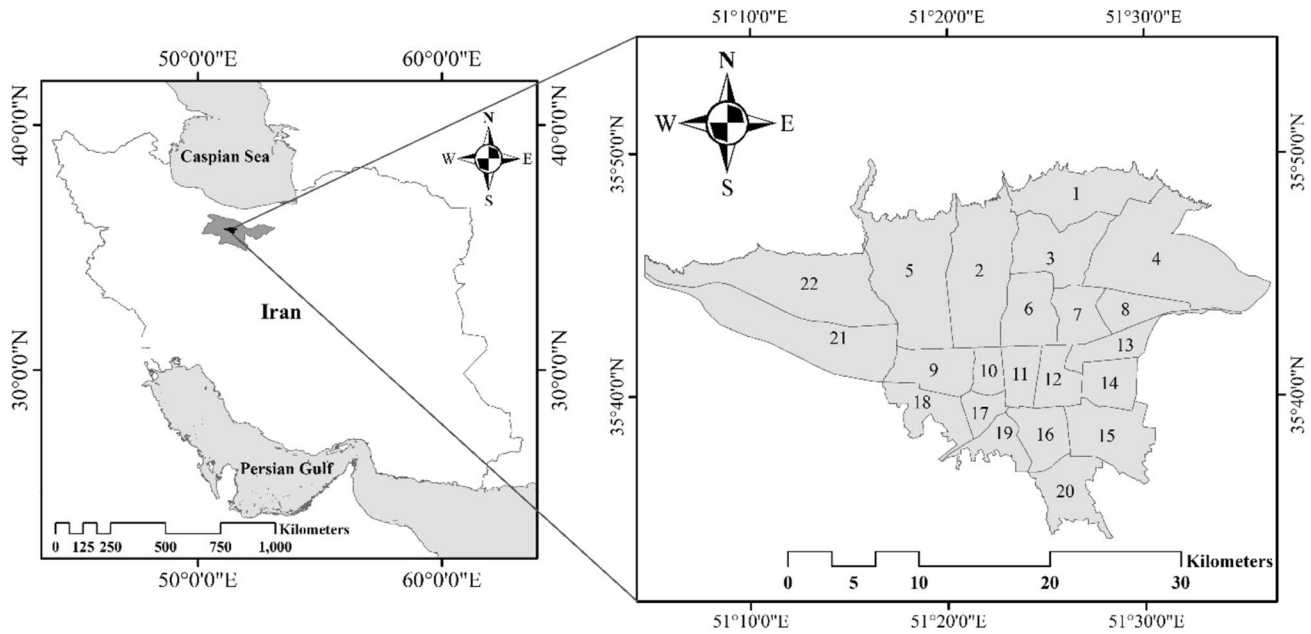 50°0'0"E
60°0'0"E
40°0'0"N
40°0'0"N
30°0'0"N
30°0'0"N
N
W
E
S
Caspian Sea
Iran
Persian Gulf
Kilometers
0 125 250 500 750 1,000
50°0'0"E
60°0'0"E
51°10'0"E
51°20'0"E
51°30'0"E
N
W
E
S
35°50'0"N
35°50'0"N
35°40'0"N
35°40'0"N
1
3
4
5
2
22
6
7
8
21
13
9
10
11
12
14
18
17
19
16
15
20
Kilometers
0 5 10 20 30
51°10'0"E
51°20'0"E
51°30'0"E